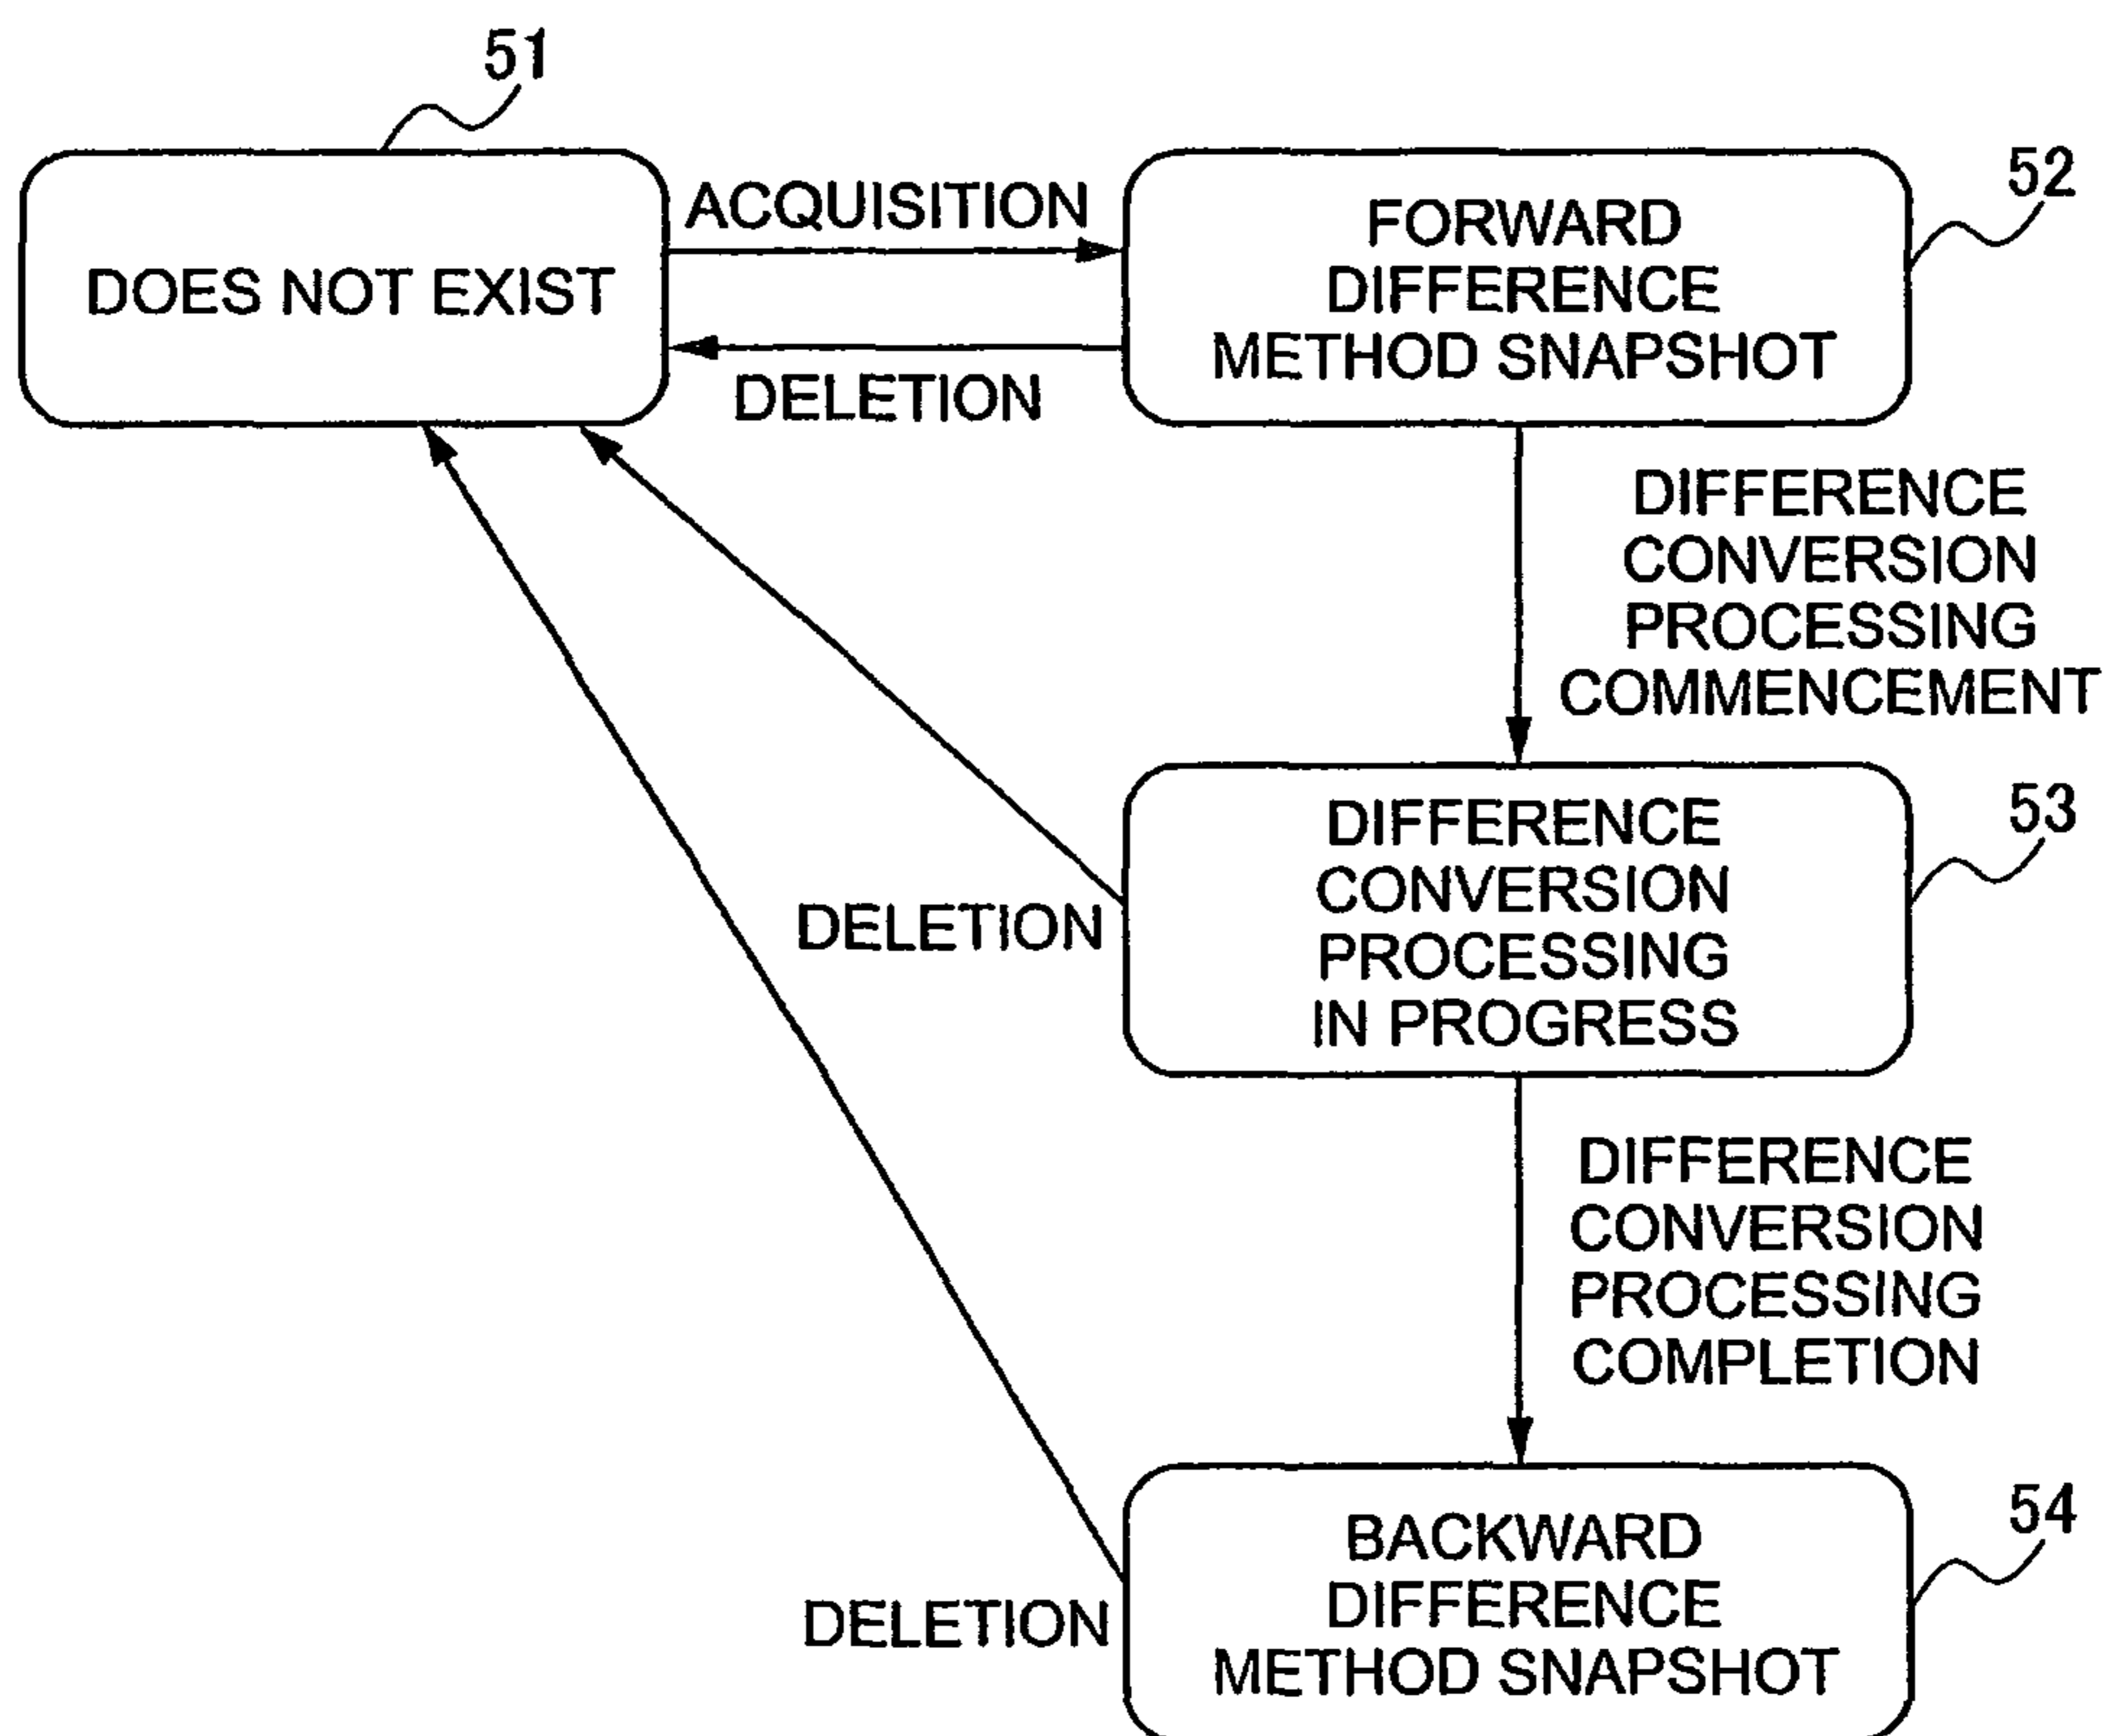 51
DOES NOT EXIST
ACQUISITION
DELETION
52
FORWARD
DIFFERENCE
METHOD SNAPSHOT
DIFFERENCE
CONVERSION
PROCESSING
COMMENCEMENT
53
DIFFERENCE
CONVERSION
PROCESSING
IN PROGRESS
DELETION
DIFFERENCE
CONVERSION
PROCESSING
COMPLETION
54
BACKWARD
DIFFERENCE
METHOD SNAPSHOT
DELETION